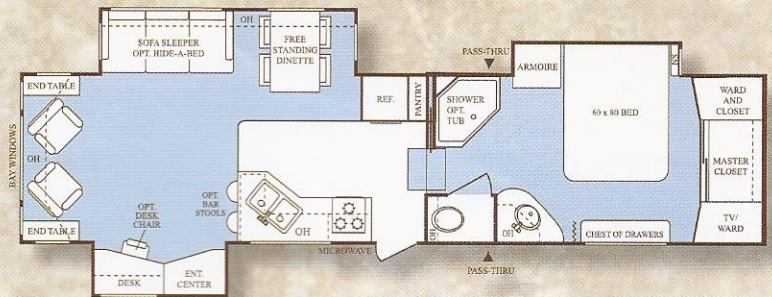 OH
SOFA SLEEPER
OPT. HIDE-A-BED
FREE
STANDING
DINETTE
PASS-THRU
ARMOIRE
NS
END TABLE
REF.
PANTRY
SHOWER
OPT.
TUB
60 x 80 BED
WARD
AND
CLOSET
BAY WINDOWS
OH
MASTER
CLOSET
OPT.
DESK
CHAIR
OPT.
BAR
STOOLS
END TABLE
OH
MICROWAVE
OH
OH
CHEST OF DRAWERS
TV/
WARD
DESK
ENT.
CENTER
PASS-THRU